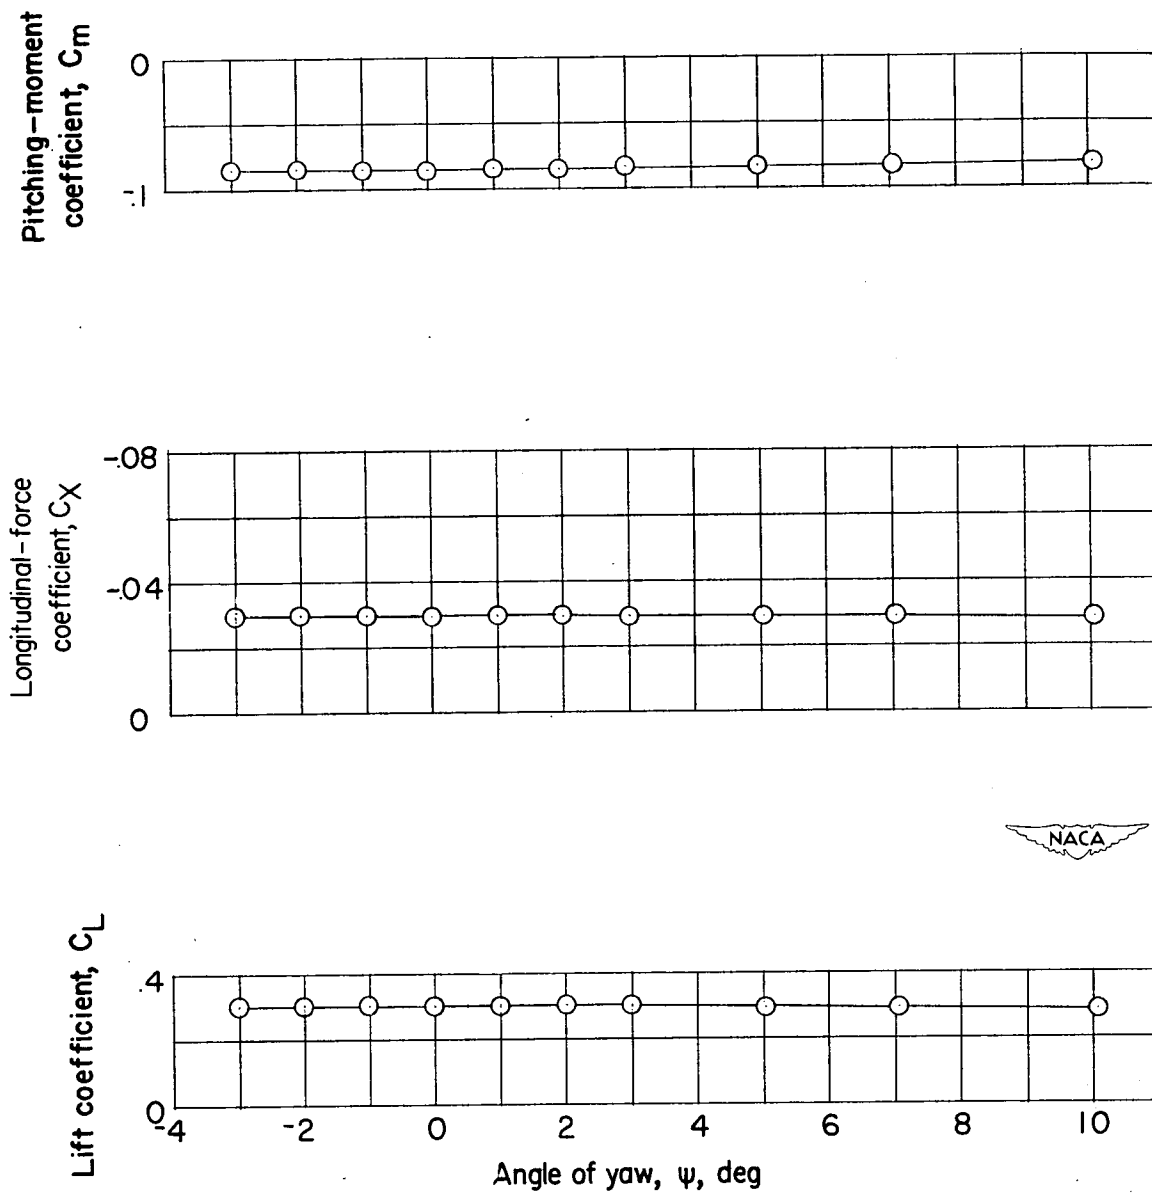 Pitching-moment
coefficient, Cm
0
-.1
Longitudinal-force
coefficient, CX
-.08
-.04
0
NACA
Lift coefficient, CL
.4
0
-4 -2 0 2 4 6 8 10
Angle of yaw, ψ, deg